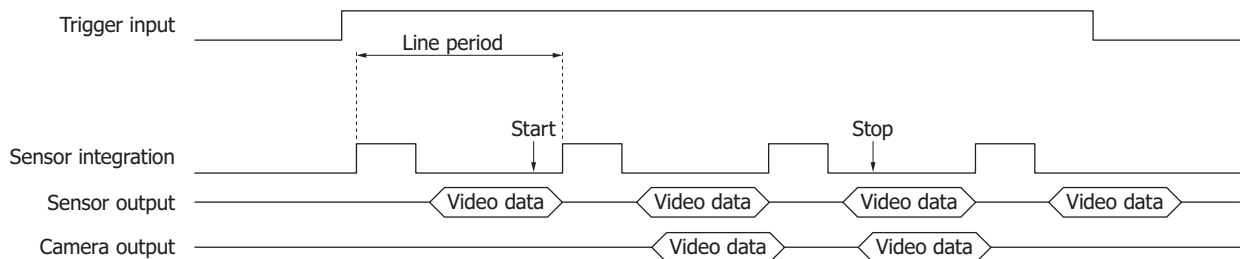 Trigger input
Line period
Start
Stop
Sensor integration
Sensor output
Video data
Video data
Video data
Video data
Camera output
Video data
Video data